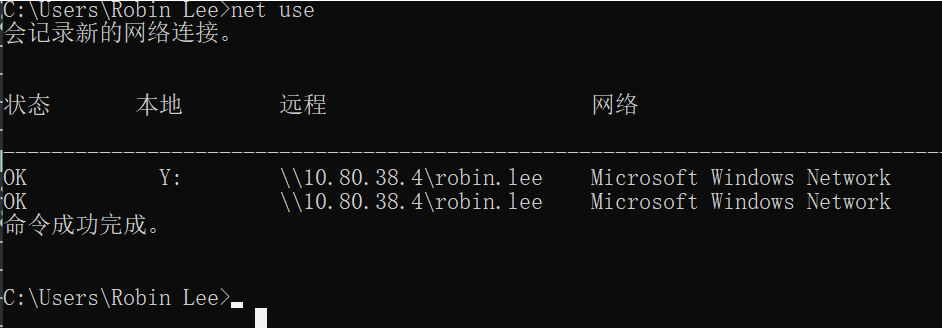 C:\Users\Robin Lee>net use
会记录新的网络连接。
状态 本地 远程 网络
-------------------------------------------------------------------------------
OK Y: \\10.80.38.4\robin.lee Microsoft Windows Network
OK \\10.80.38.4\robin.lee Microsoft Windows Network
命令成功完成。
C:\Users\Robin Lee>